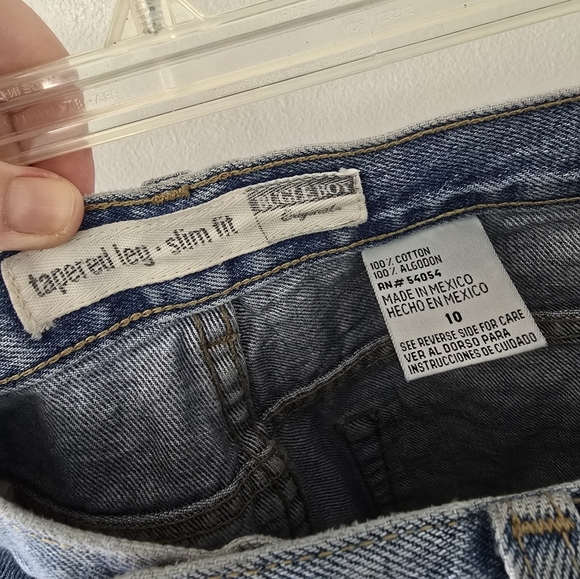 tapered leg · slim fit
BUGLE BOY
Originals
100% COTTON
100% ALGODON
RN# 54054
MADE IN MEXICO
HECHO EN MEXICO
10
SEE REVERSE SIDE FOR CARE
VER AL DORSO PARA
INSTRUCCIONES DE CUIDADO